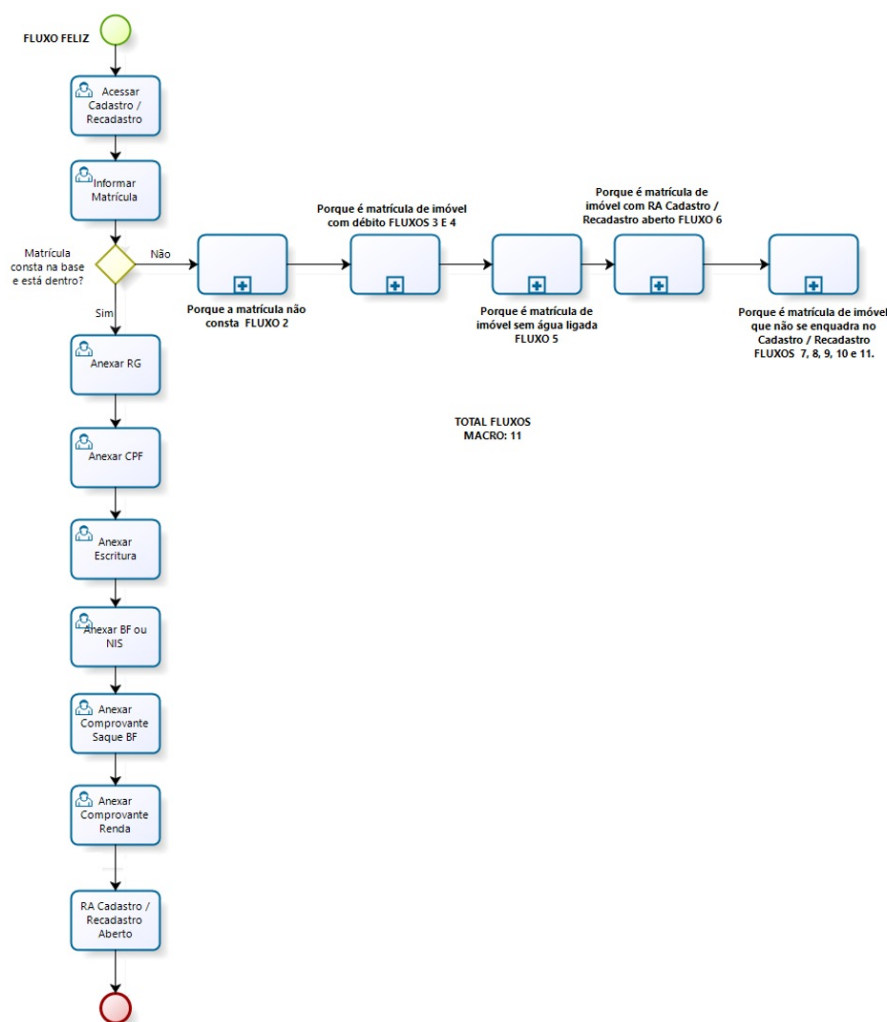 FLUXO FELIZ
Acessar
Cadastro /
Recadastro
Informar
Matrícula
Matrícula
consta na base
e está dentro?
Não
Sim
Porque a matrícula não
consta  FLUXO 2
Porque é matrícula de imóvel
com débito FLUXOS 3 E 4
Porque é matrícula de
imóvel sem água ligada
FLUXO 5
Porque é matrícula de
imóvel com RA Cadastro /
Recadastro aberto FLUXO 6
Porque é matrícula de imóvel
que não se enquadra no
Cadastro / Recadastro
FLUXOS  7, 8, 9, 10 e 11.
TOTAL FLUXOS
MACRO: 11
Anexar RG
Anexar CPF
Anexar
Escritura
Anexar BF ou
NIS
Anexar
Comprovante
Saque BF
Anexar
Comprovante
Renda
RA Cadastro /
Recadastro
Aberto